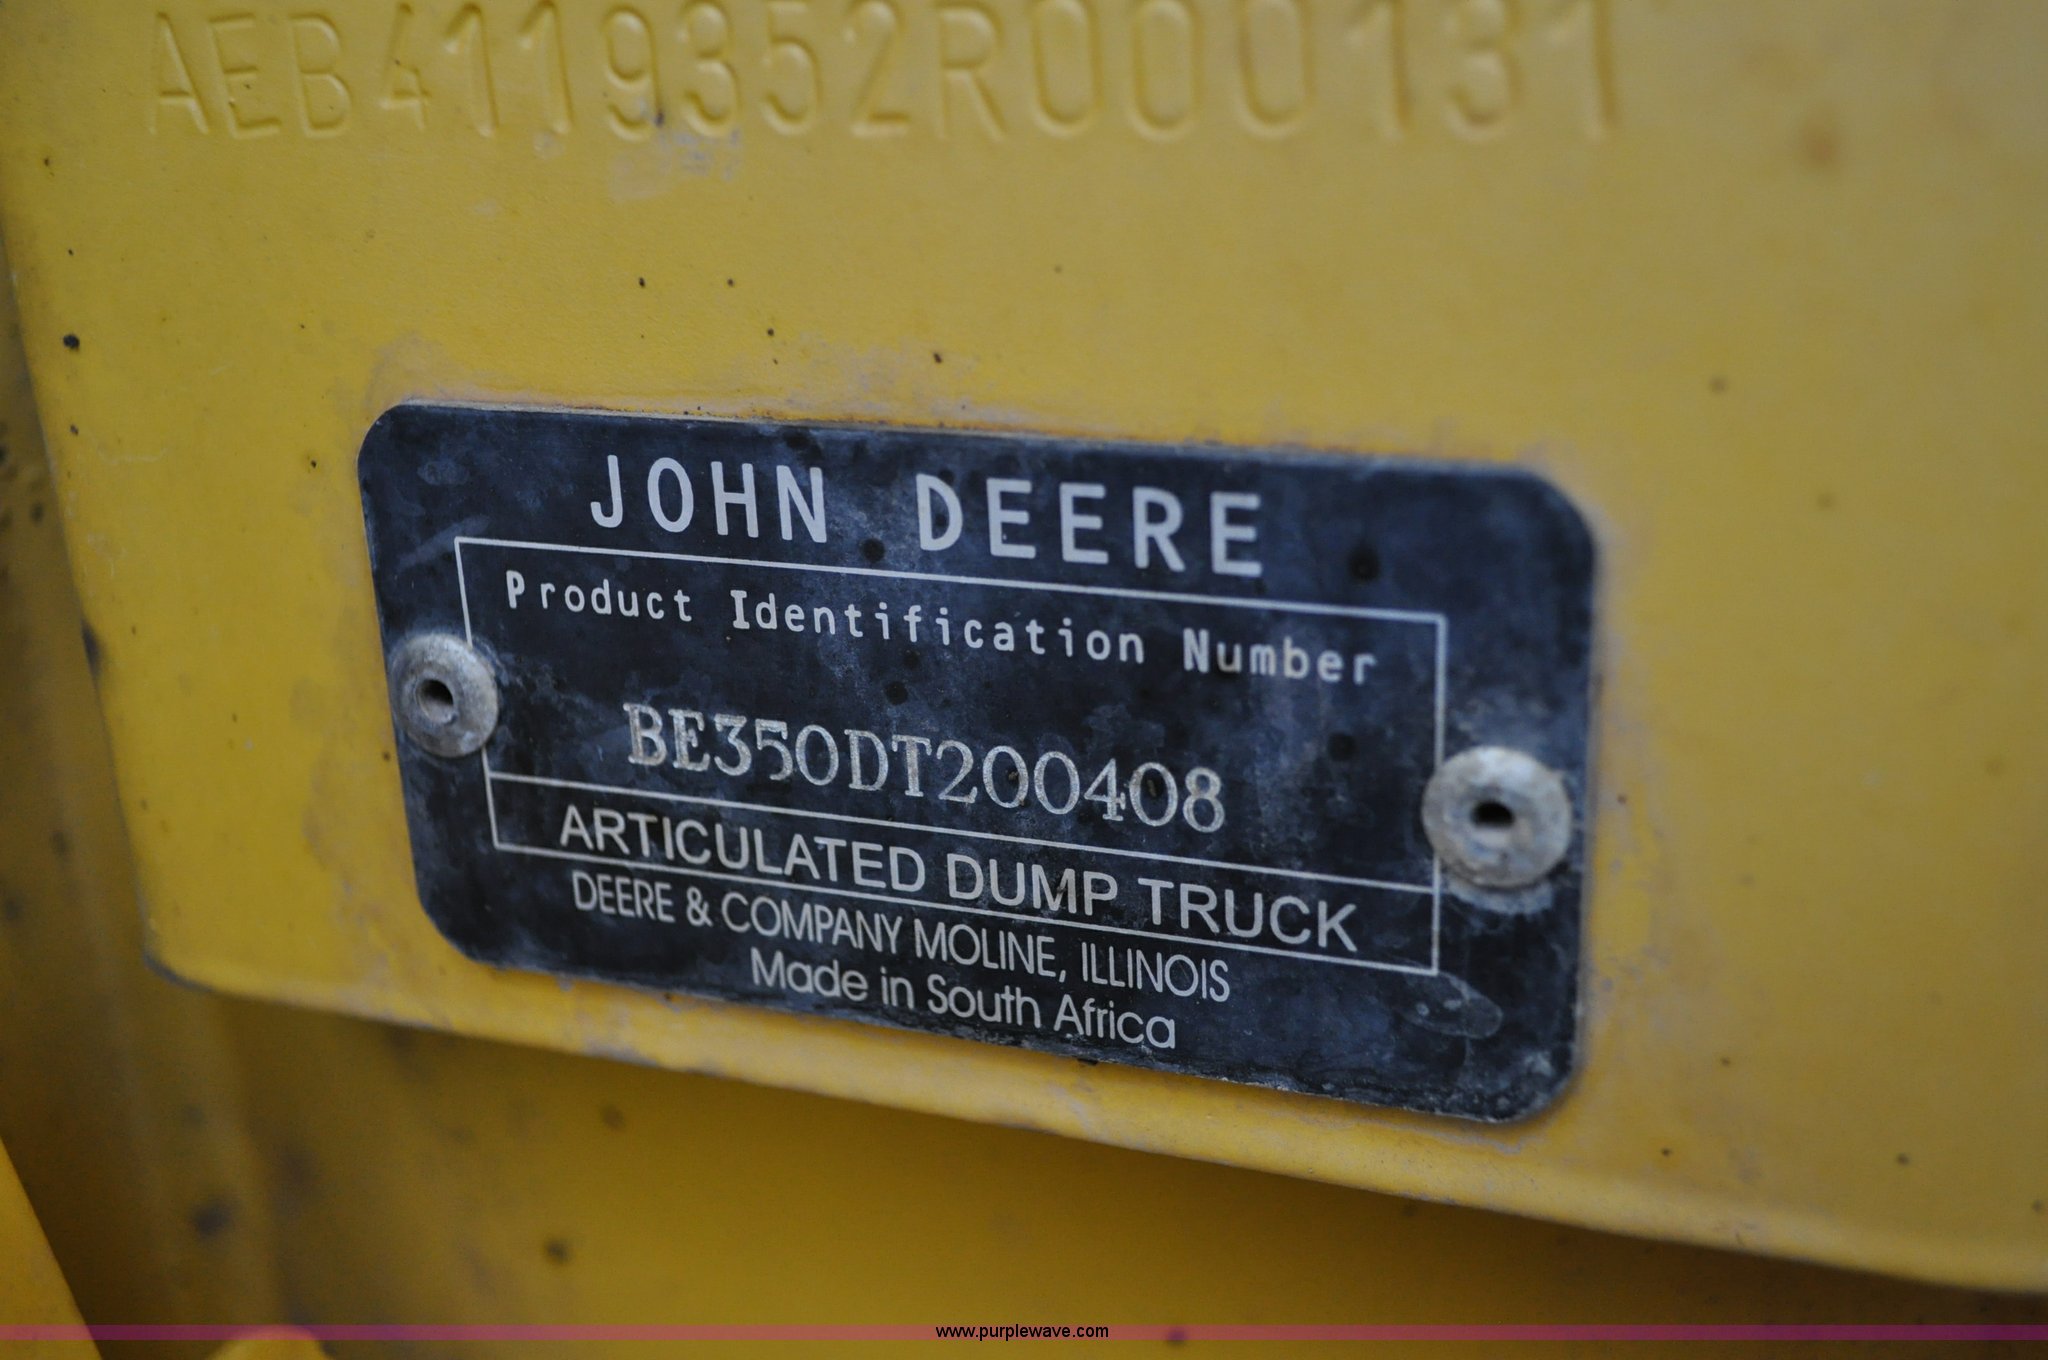 AEB4119352R000131
JOHN DEERE
Product Identification Number
BE350DT200408
ARTICULATED DUMP TRUCK
DEERE & COMPANY MOLINE, ILLINOIS
Made in South Africa
www.purplewave.com